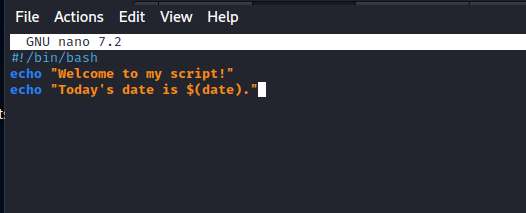 File Actions Edit View Help
GNU nano 7.2
#!/bin/bash
echo "Welcome to my script!"
echo "Today's date is $(date)."